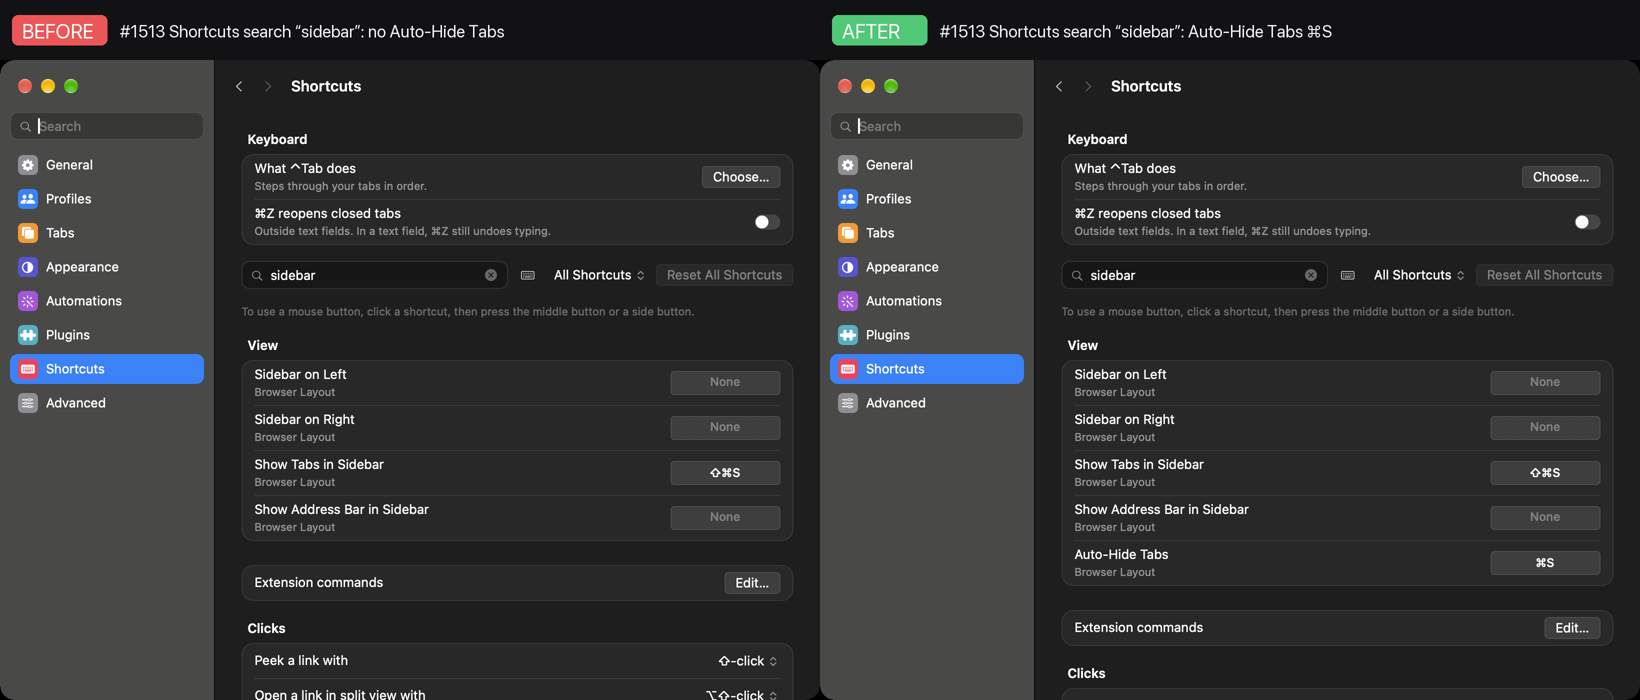 BEFORE #1513 Shortcuts search “sidebar”: no Auto-Hide Tabs
Shortcuts
Search
General
Profiles
Tabs
Appearance
Automations
Plugins
Shortcuts
Advanced
Keyboard
What ^Tab does
Steps through your tabs in order.
Choose...
⌘Z reopens closed tabs
Outside text fields. In a text field, ⌘Z still undoes typing.
sidebar All Shortcuts Reset All Shortcuts
To use a mouse button, click a shortcut, then press the middle button or a side button.
View
Sidebar on Left
Browser Layout
None
Sidebar on Right
Browser Layout
None
Show Tabs in Sidebar
Browser Layout
⇧⌘S
Show Address Bar in Sidebar
Browser Layout
None
Extension commands Edit...
Clicks
Peek a link with ⇧-click
Open a link in split view with ⌥⇧-click
AFTER #1513 Shortcuts search “sidebar”: Auto-Hide Tabs ⌘S
Shortcuts
Search
General
Profiles
Tabs
Appearance
Automations
Plugins
Shortcuts
Advanced
Keyboard
What ^Tab does
Steps through your tabs in order.
Choose...
⌘Z reopens closed tabs
Outside text fields. In a text field, ⌘Z still undoes typing.
sidebar All Shortcuts Reset All Shortcuts
To use a mouse button, click a shortcut, then press the middle button or a side button.
View
Sidebar on Left
Browser Layout
None
Sidebar on Right
Browser Layout
None
Show Tabs in Sidebar
Browser Layout
⇧⌘S
Show Address Bar in Sidebar
Browser Layout
None
Auto-Hide Tabs
Browser Layout
⌘S
Extension commands Edit...
Clicks